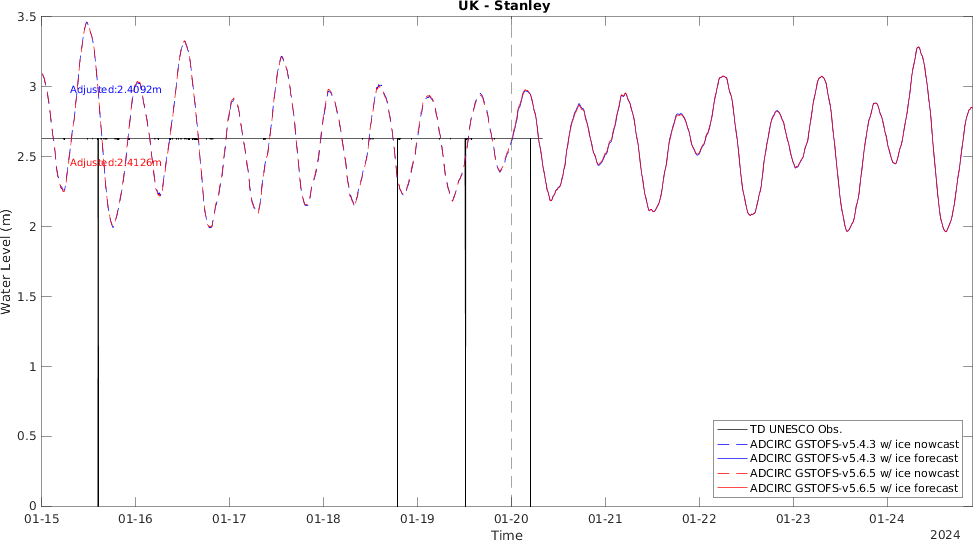 UK - Stanley
3.5
3
2.5
2
1.5
1
0.5
0
Water Level (m)
Adjusted:2.4092m
Adjusted:2.4126m
TD UNESCO Obs.
ADCIRC GSTOFS-v5.4.3 w/ ice nowcast
ADCIRC GSTOFS-v5.4.3 w/ ice forecast
ADCIRC GSTOFS-v5.6.5 w/ ice nowcast
ADCIRC GSTOFS-v5.6.5 w/ ice forecast
01-15 01-16 01-17 01-18 01-19 01-20 01-21 01-22 01-23 01-24
Time
2024